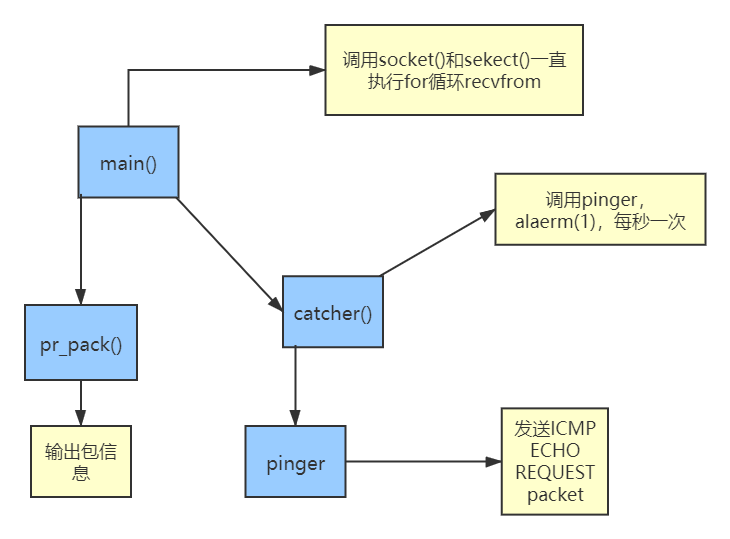 调用socket()和sekect()一直
执行for循环recvfrom
main()
调用pinger，
alaerm(1)，每秒一次
catcher()
pr_pack()
输出包信
息
pinger
发送ICMP
ECHO
REQUEST
packet